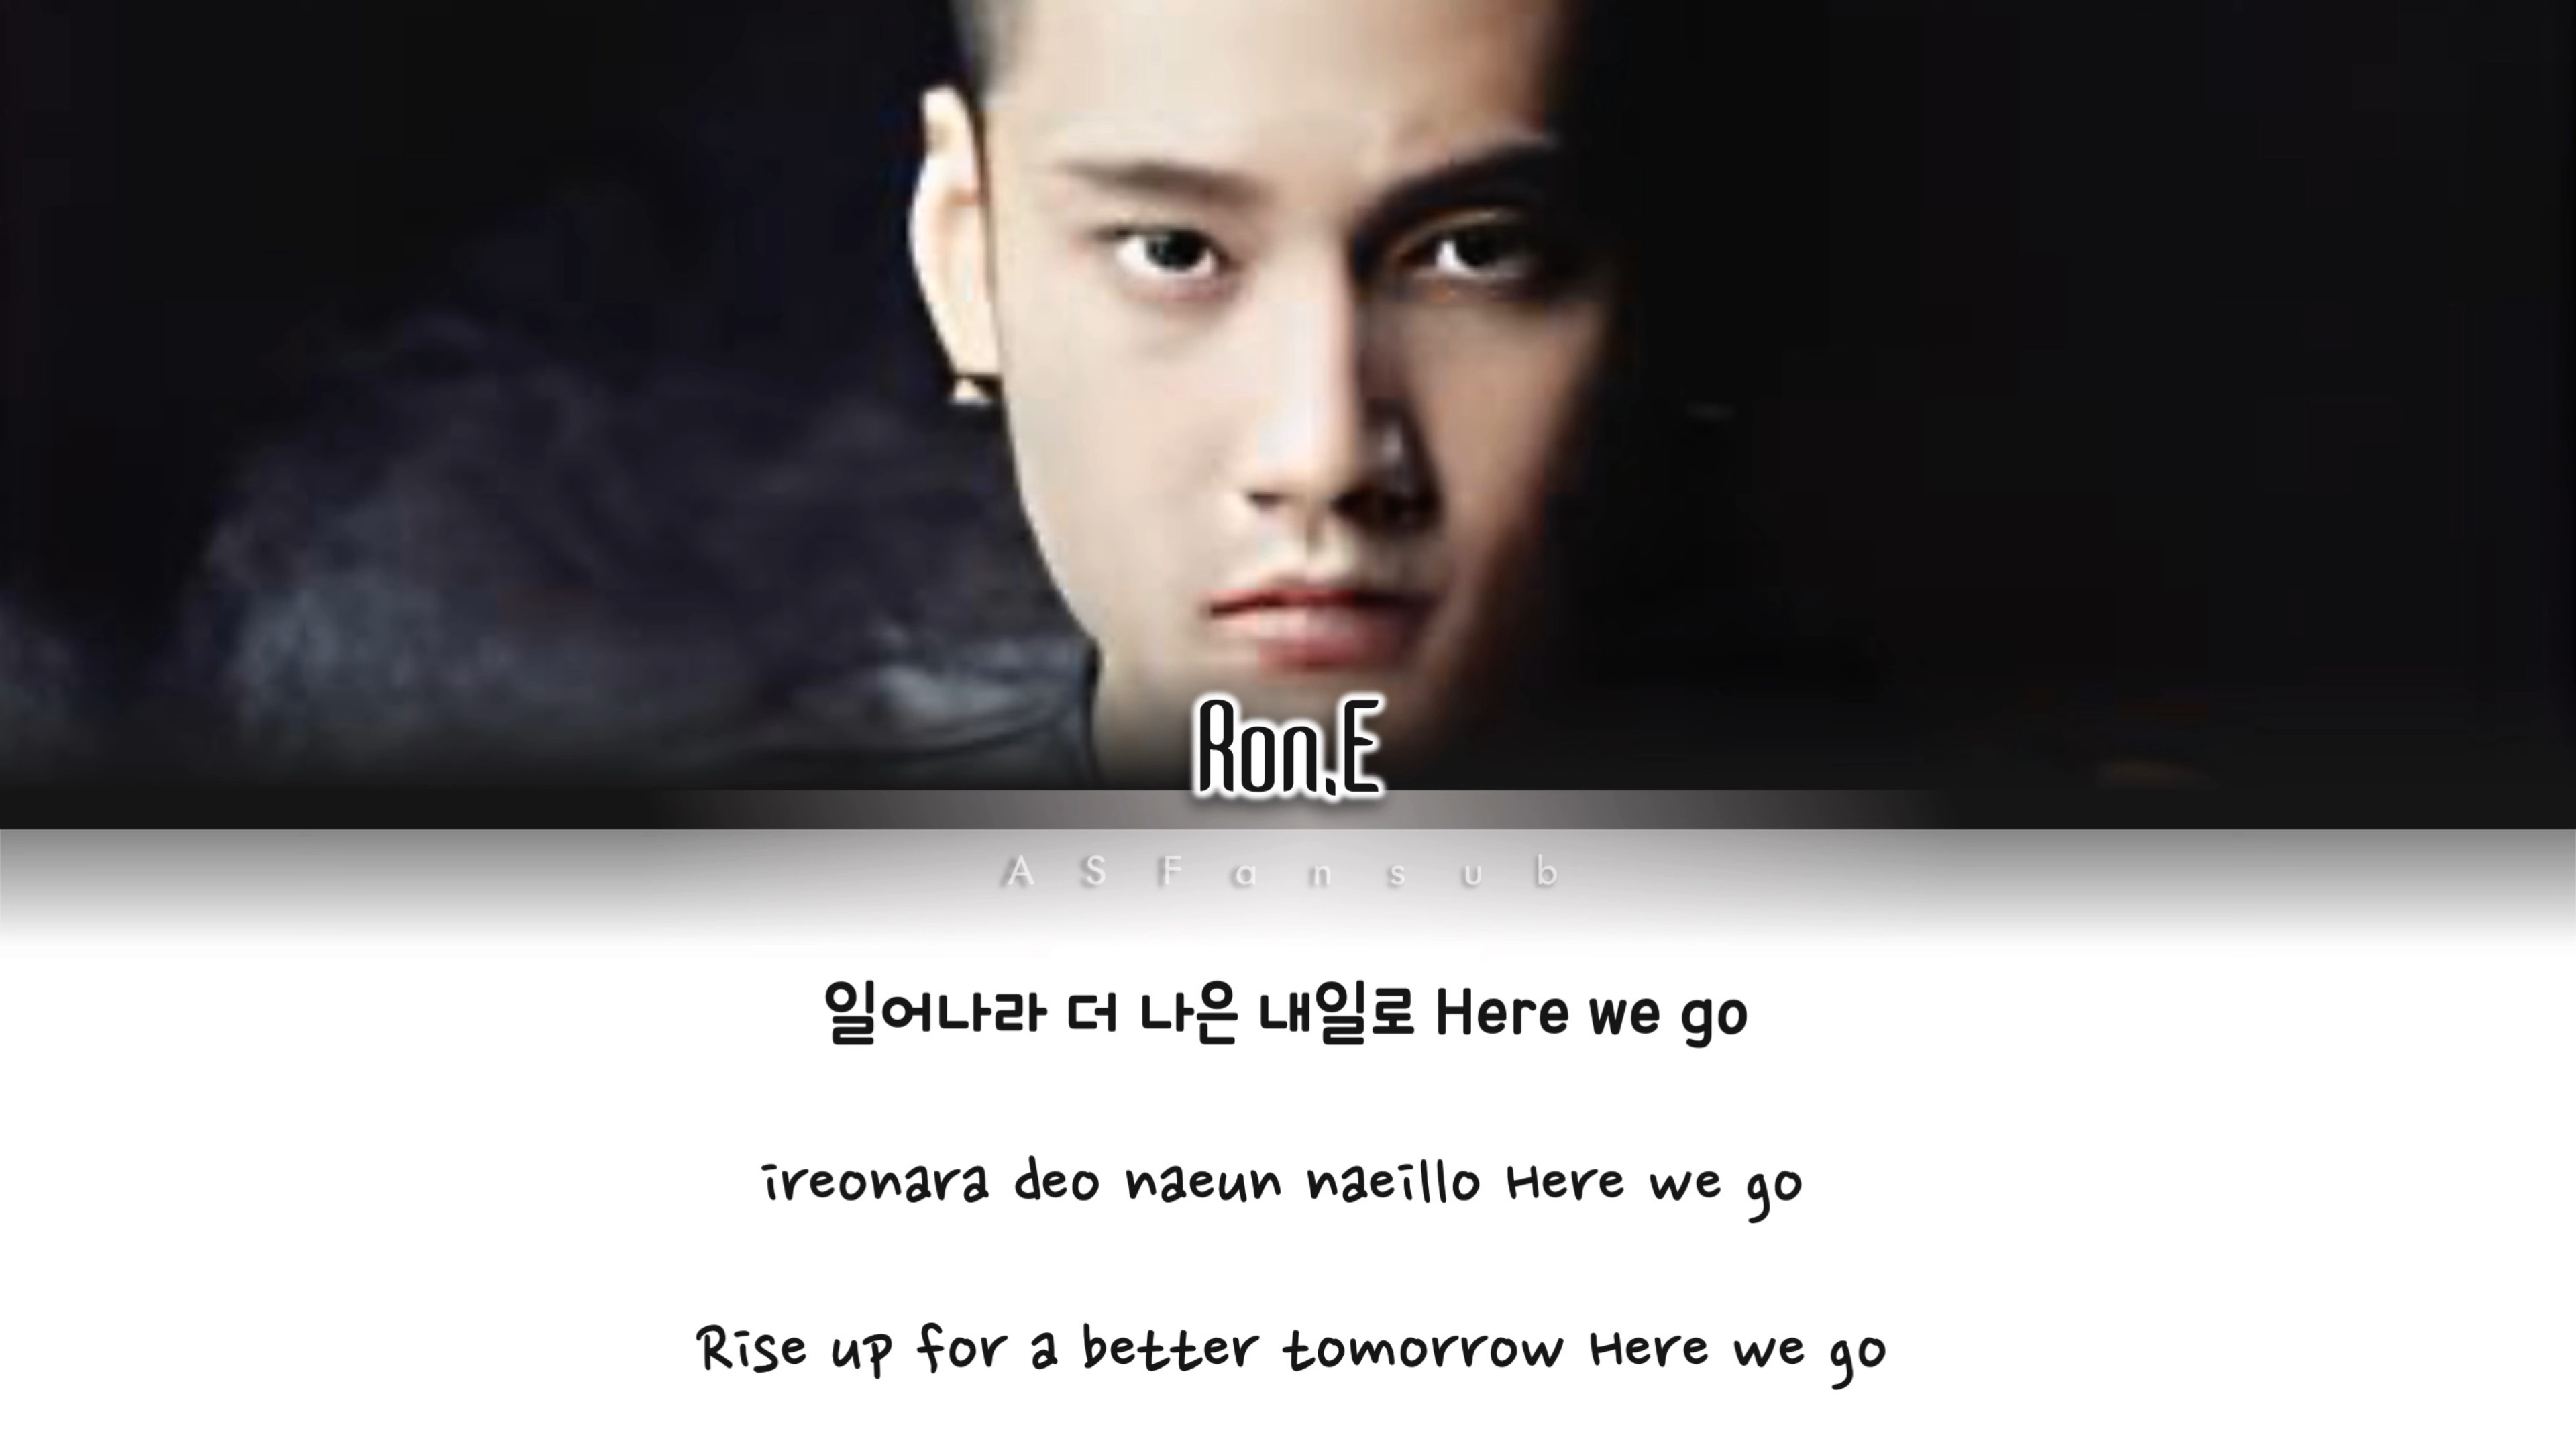 Ron.E
ASFansub
일어나라 더 나은 내일로 Here we go
ireonara deo naeun naeillo Here we go
Rise up for a better tomorrow Here we go